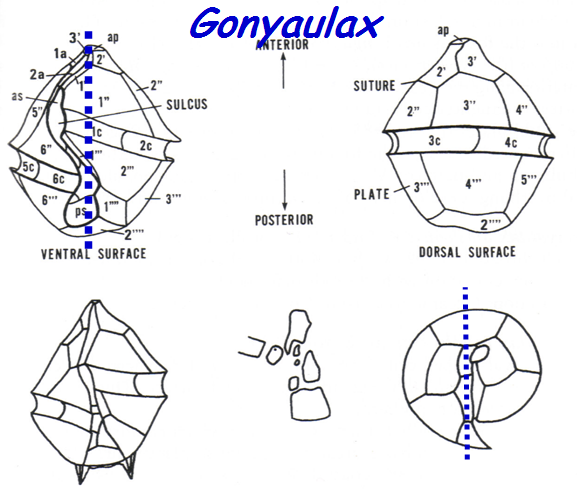 Gonyaulax
3' ap
1a
2a
2'
1'
as
5"
1"
2"
SULCUS
1c
2c
6"
1'''
2'''
5c
6c
6'''
ps
1''''
3'''
2''''
VENTRAL SURFACE
ANTERIOR
POSTERIOR
ap
2'
3'
SUTURE
2"
3''
4''
3c
4c
PLATE
3'''
4'''
5'''
2''''
DORSAL SURFACE